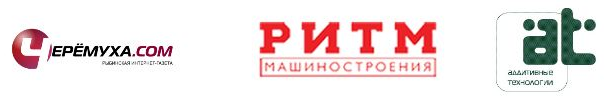 ЧЕРЁМУХА.COM
РЫБИНСКАЯ ИНТЕРНЕТ-ГАЗЕТА
РИТМ
МАШИНОСТРОЕНИЯ
at
аддитивные
технологии